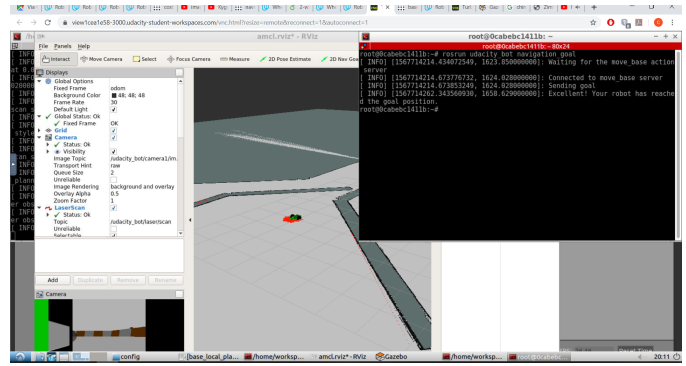 view1cea1e58-3000.udacity-student-workspaces.com/vnc.html?resize=remote&reconnect=1&autoconnect=1
amcl.rviz* - RViz
File Panels Help
Interact Move Camera Select Focus Camera Measure 2D Pose Estimate 2D Nav Goa
Displays
Global Options
Fixed Frame odom
Background Color 48; 48; 48
Frame Rate 30
Default Light
Global Status: Ok
Fixed Frame OK
Grid
Camera
Status: Ok
Visibility
Image Topic /udacity_bot/camera1/im.
Transport Hint raw
Queue Size 2
Unreliable
Image Rendering background and overlay
Overlay Alpha 0.5
Zoom Factor 1
LaserScan
Status: Ok
Topic /udacity_bot/laser/scan
Unreliable
Selectable
Add Duplicate Remove Rename
Camera
root@0cabebc1411b: ~
root@0cabebc1411b: ~ 80x24
root@0cabebc1411b:~# rosrun udacity_bot navigation_goal
[ INFO] [1567714214.434072549, 1623.850000000]: Waiting for the move_base action
server
[ INFO] [1567714214.673776732, 1624.028000000]: Connected to move_base server
[ INFO] [1567714214.673853249, 1624.028000000]: Sending goal
[ INFO] [1567714262.343560930, 1658.629000000]: Excellent! Your robot has reache
d the goal position.
root@0cabebc1411b:~#
config
[base_local_pla...
/home/worksp...
amcl.rviz* - RViz
Gazebo
/home/worksp...
root@0cabebc...
20:11